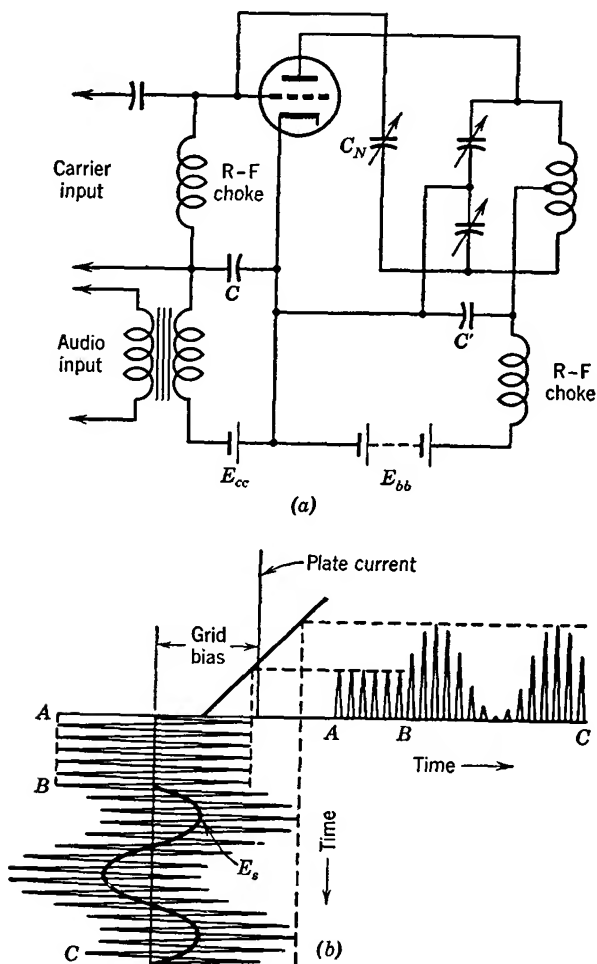 C_N
Carrier
input
R-F
choke
C
Audio
input
C'
R-F
choke
E_cc
E_bb
(a)
Plate current
Grid
bias
A
A
B
C
Time
B
E_s
Time
C
(b)